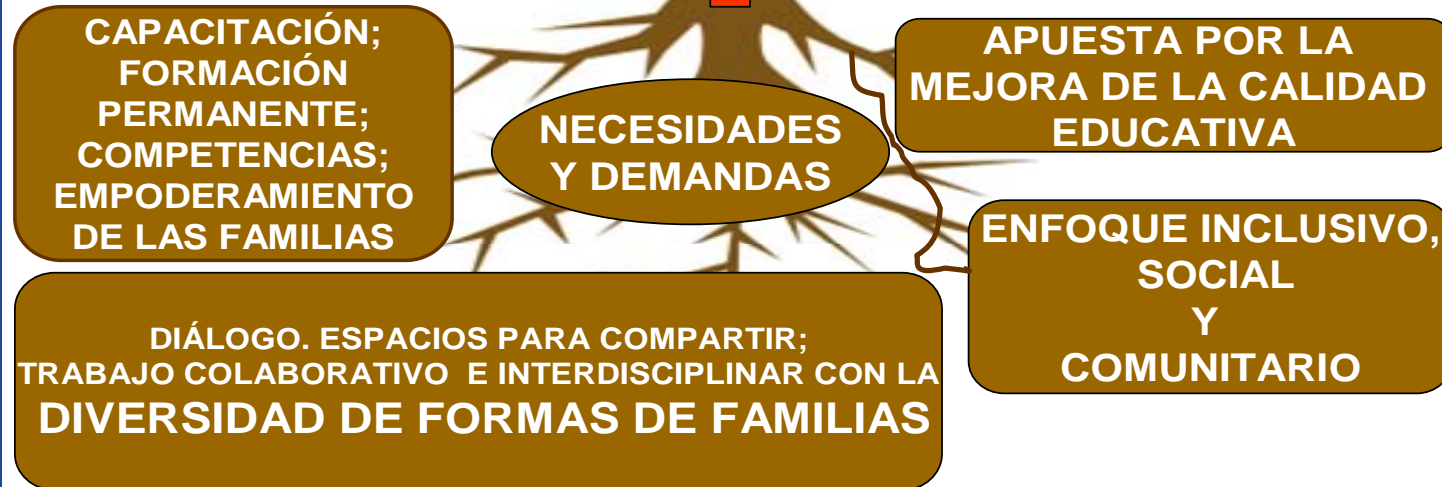 CAPACITACIÓN;
FORMACIÓN
PERMANENTE;
COMPETENCIAS;
EMPODERAMIENTO
DE LAS FAMILIAS
NECESIDADES
Y DEMANDAS
APUESTA POR LA
MEJORA DE LA CALIDAD
EDUCATIVA
ENFOQUE INCLUSIVO,
SOCIAL
Y
COMUNITARIO
DIÁLOGO. ESPACIOS PARA COMPARTIR;
TRABAJO COLABORATIVO E INTERDISCIPLINAR CON LA
DIVERSIDAD DE FORMAS DE FAMILIAS